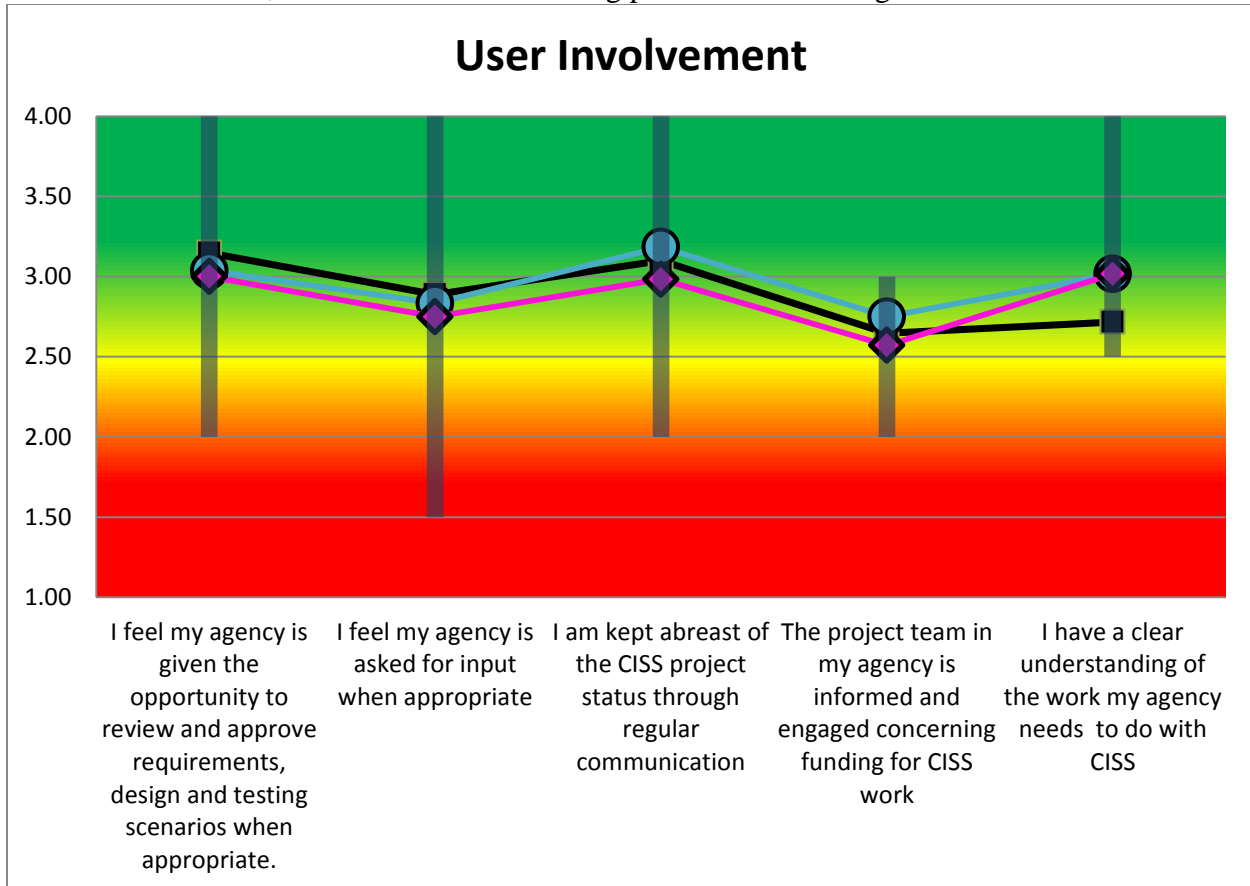 User Involvement
4.00
3.50
3.00
2.50
2.00
1.50
1.00
I feel my agency is
given the
opportunity to
review and approve
requirements,
design and testing
scenarios when
appropriate.
I feel my agency is
asked for input
when appropriate
I am kept abreast of
the CISS project
status through
regular
communication
The project team in
my agency is
informed and
engaged concerning
funding for CISS
work
I have a clear
understanding of
the work my agency
needs to do with
CISS